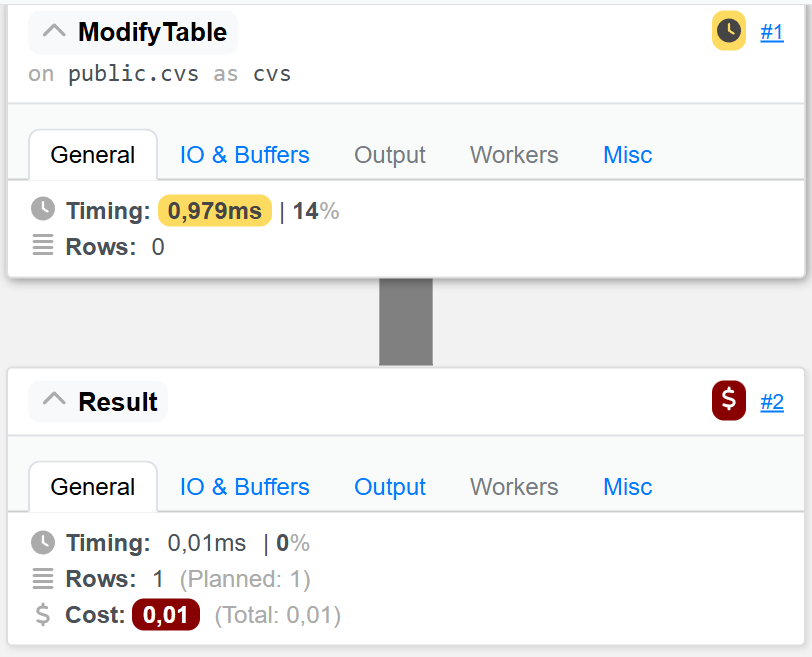 ModifyTable #1
on public.cvs as cvs
General IO & Buffers Output Workers Misc
Timing: 0,979ms | 14%
Rows: 0
Result $ #2
General IO & Buffers Output Workers Misc
Timing: 0,01ms | 0%
Rows: 1 (Planned: 1)
$ Cost: 0,01 (Total: 0,01)